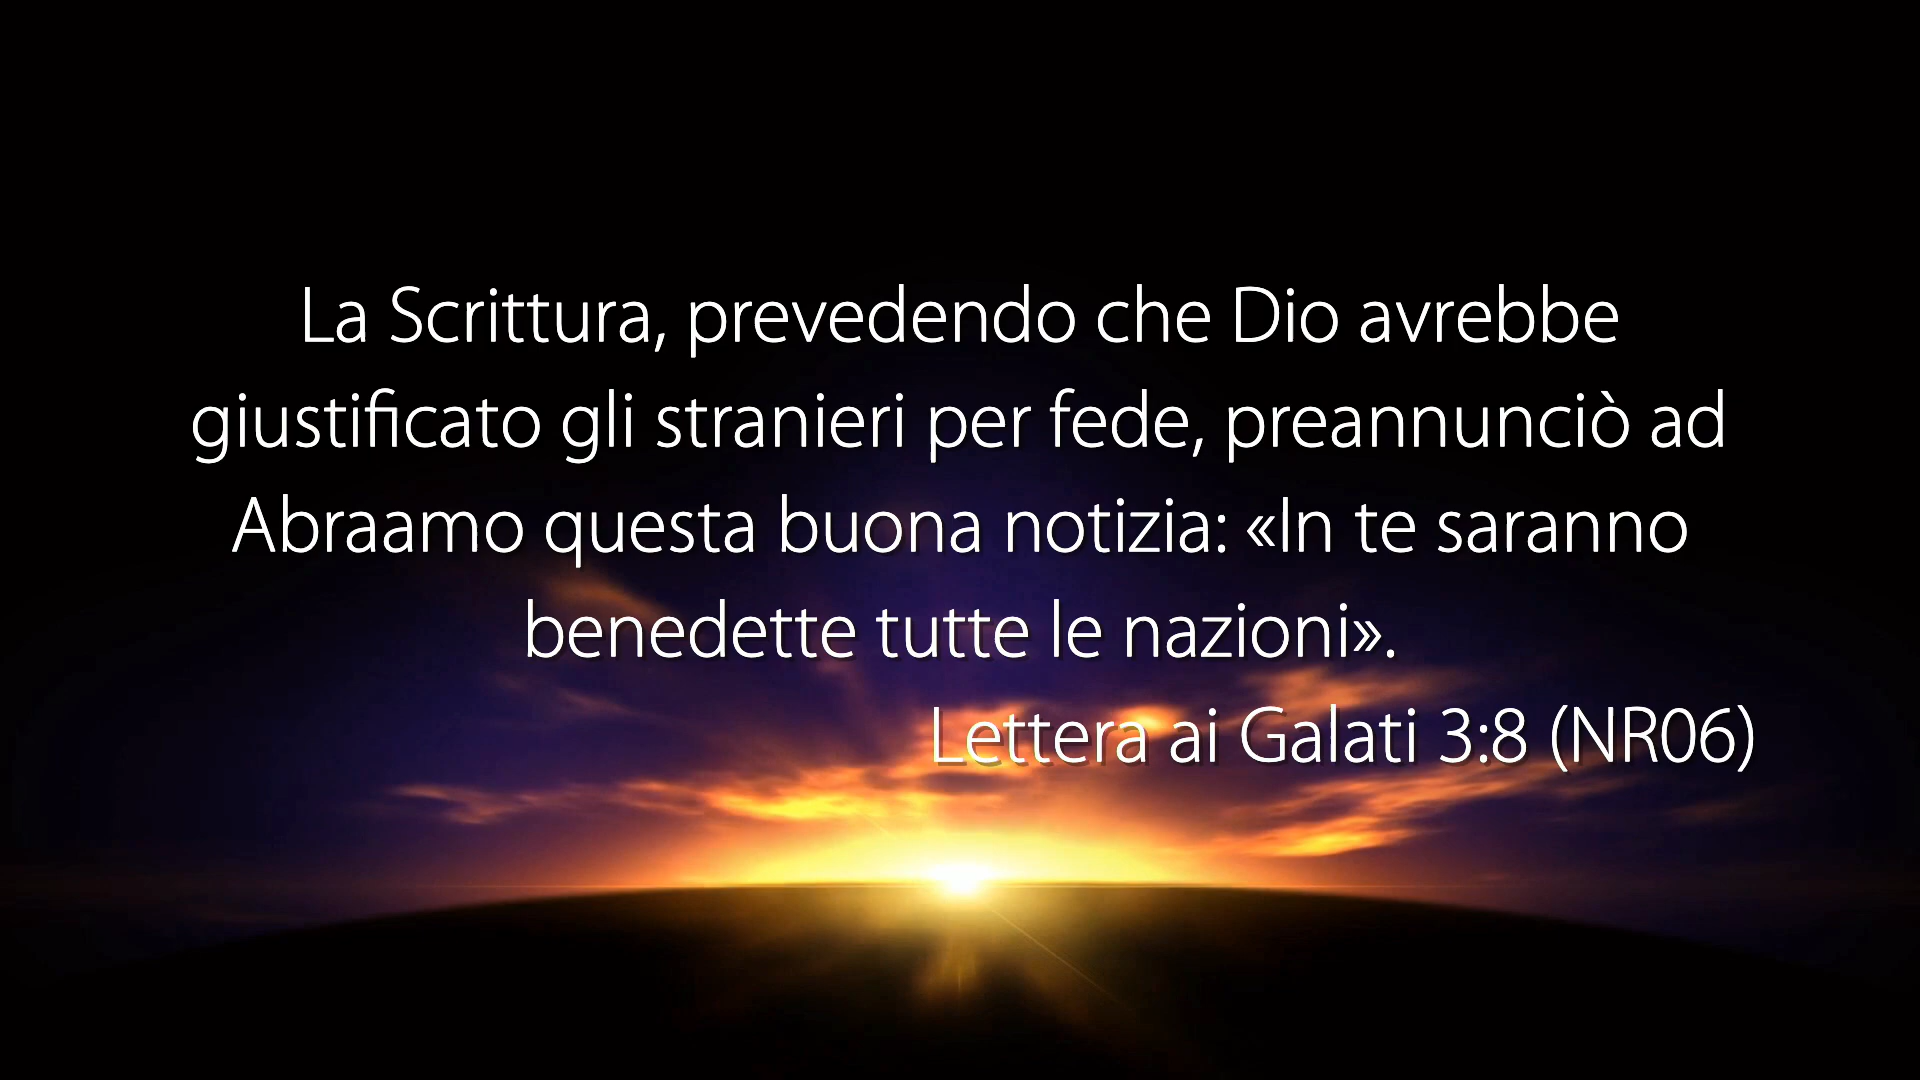 La Scrittura, prevedendo che Dio avrebbe
giustificato gli stranieri per fede, preannunciò ad
Abraamo questa buona notizia: «In te saranno
benedette tutte le nazioni».
Lettera ai Galati 3:8 (NR06)